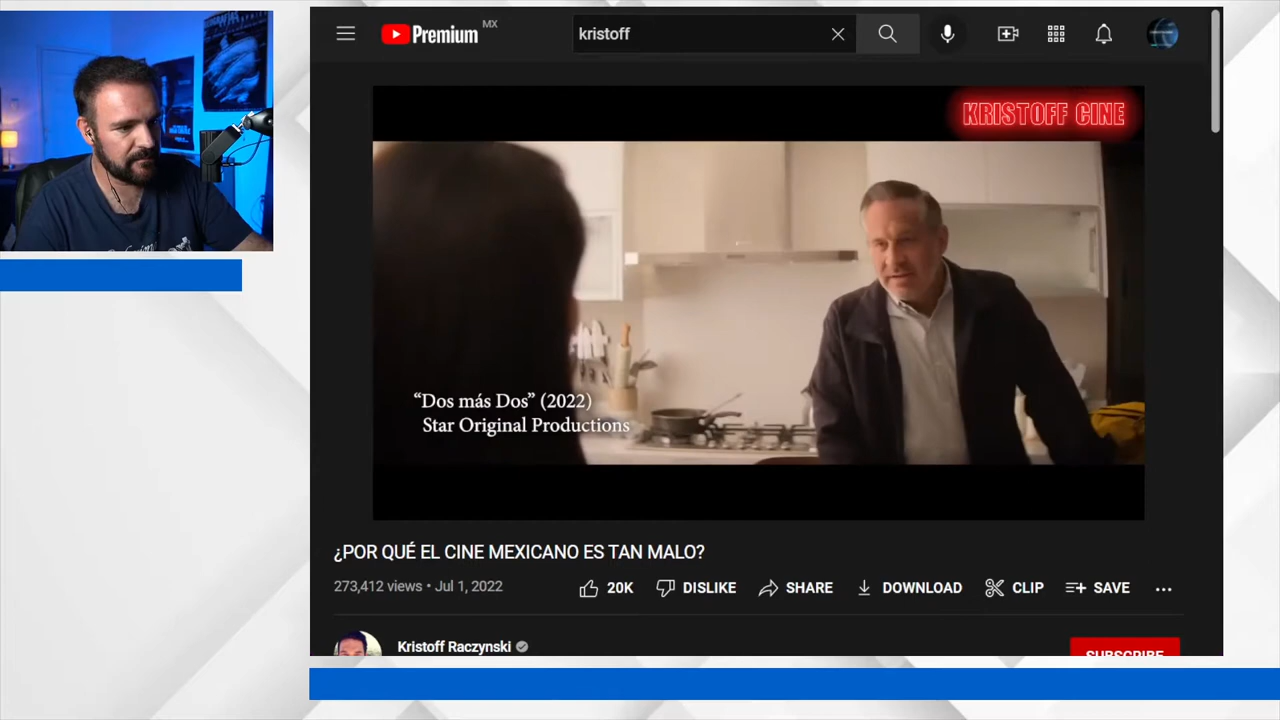 Premium MX
kristoff
KRISTOFF CINE
“Dos más Dos” (2022)
Star Original Productions
¿POR QUÉ EL CINE MEXICANO ES TAN MALO?
273,412 views • Jul 1, 2022
20K
DISLIKE
SHARE
DOWNLOAD
CLIP
SAVE
Kristoff Raczynski
SUBSCRIBE